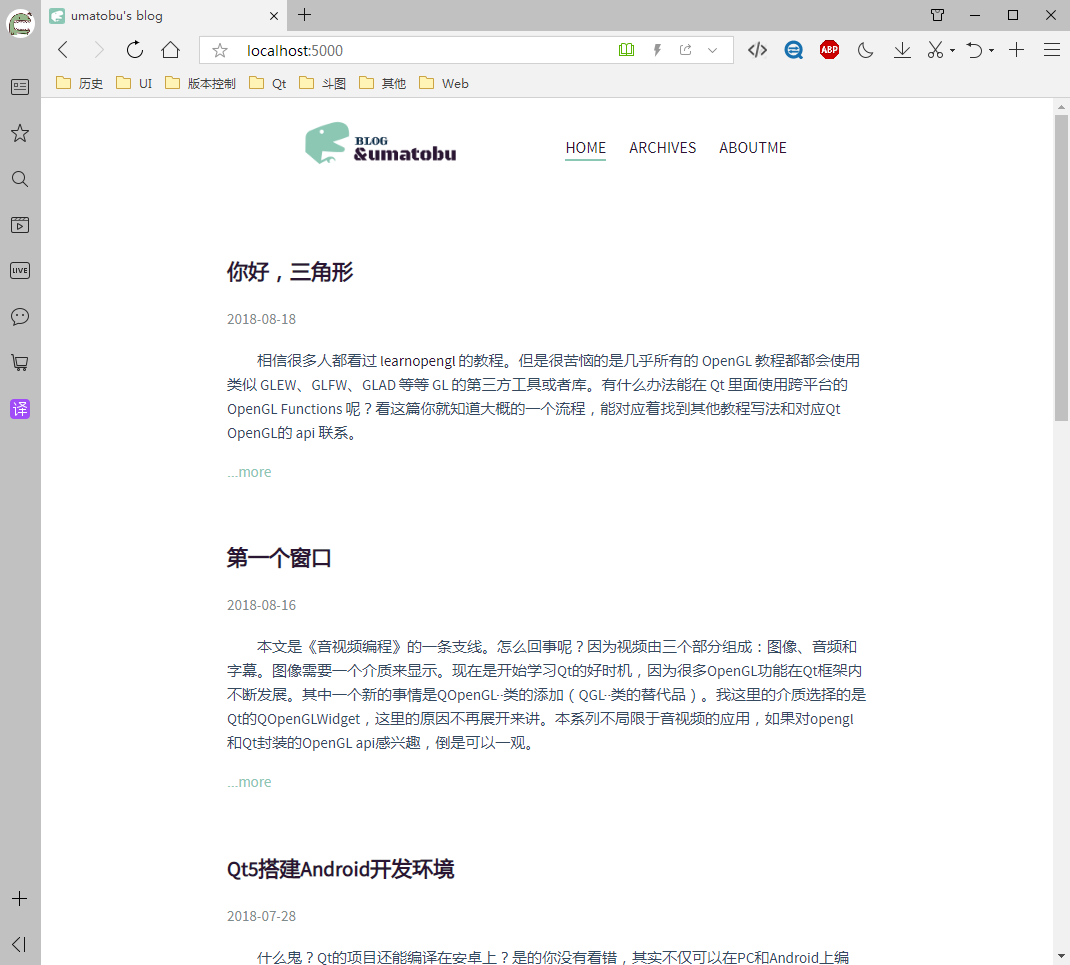 umatobu's blog
localhost:5000
ABP
历史 UI 版本控制 Qt 斗图 其他 Web
LIVE
译
BLOG
&umatobu
HOME ARCHIVES ABOUTME
你好，三角形
2018-08-18
相信很多人都看过 learnopengl 的教程。但是很苦恼的是几乎所有的 OpenGL 教程都都会使用
类似 GLEW、GLFW、GLAD 等等 GL 的第三方工具或者库。有什么办法能在 Qt 里面使用跨平台的
OpenGL Functions 呢？看这篇你就知道大概的一个流程，能对应着找到其他教程写法和对应Qt
OpenGL的 api 联系。
...more
第一个窗口
2018-08-16
本文是《音视频编程》的一条支线。怎么回事呢？因为视频由三个部分组成：图像、音频和
字幕。图像需要一个介质来显示。现在是开始学习Qt的好时机，因为很多OpenGL功能在Qt框架内
不断发展。其中一个新的事情是QOpenGL··类的添加（QGL··类的替代品）。我这里的介质选择的是
Qt的QOpenGLWidget，这里的原因不再展开来讲。本系列不局限于音视频的应用，如果对opengl
和Qt封装的OpenGL api感兴趣，倒是可以一观。
...more
Qt5搭建Android开发环境
2018-07-28
什么鬼？Qt的项目还能编译在安卓上？是的你没有看错，其实不仅可以在PC和Android上编